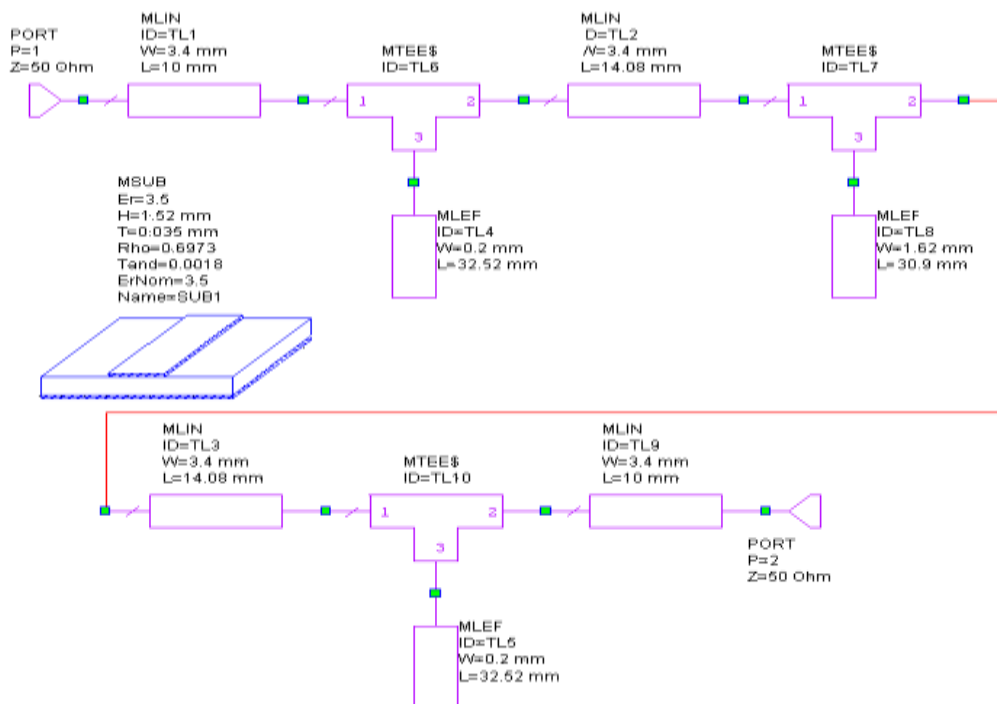 PORT
P=1
Z=50 Ohm
MLIN
ID=TL1
W=3.4 mm
L=10 mm
MTEE$
ID=TL6
1
2
3
MLIN
D=TL2
W=3.4 mm
L=14.08 mm
MTEE$
ID=TL7
1
2
3
MSUB
Er=3.5
H=1.52 mm
T=0.035 mm
Rho=0.6973
Tand=0.0018
ErNom=3.5
Name=SUB1
MLEF
ID=TL4
W=0.2 mm
L=32.52 mm
MLEF
ID=TL8
W=1.62 mm
L=30.9 mm
MLIN
ID=TL3
W=3.4 mm
L=14.08 mm
MTEE$
ID=TL10
1
2
3
MLIN
ID=TL9
W=3.4 mm
L=10 mm
PORT
P=2
Z=50 Ohm
MLEF
ID=TL5
W=0.2 mm
L=32.52 mm